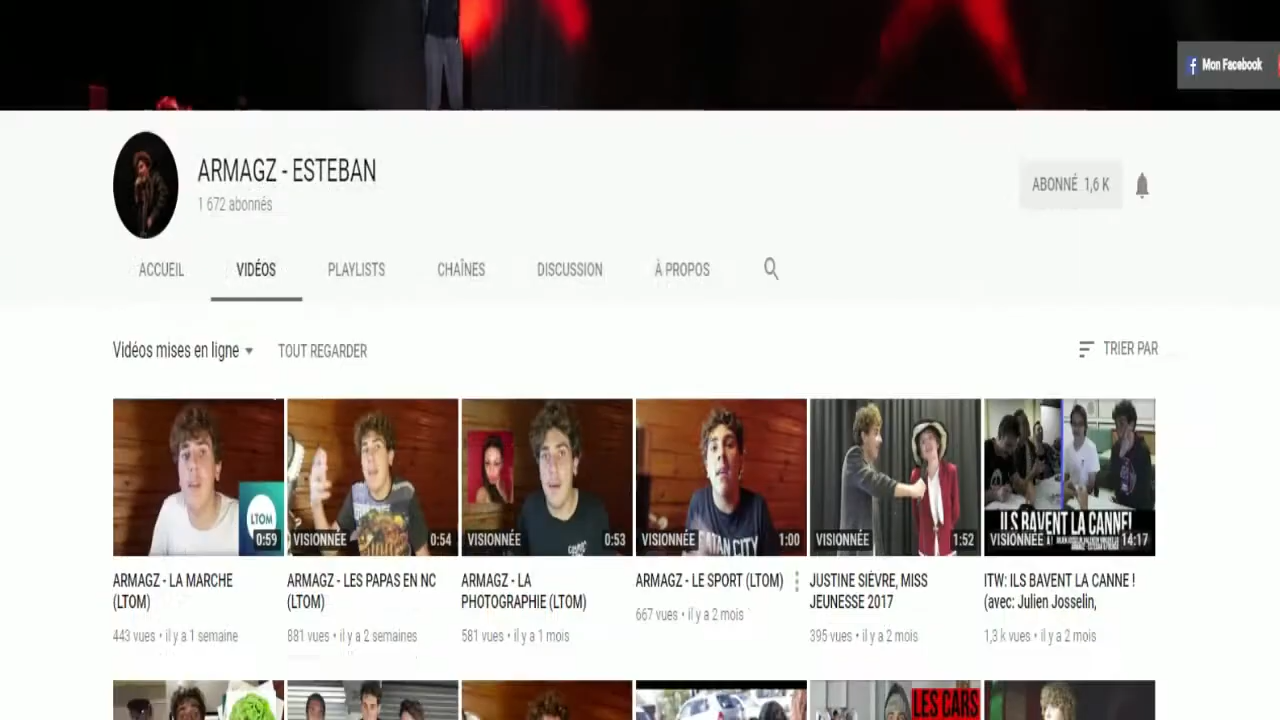 Mon Facebook
ARMAGZ - ESTEBAN
1 672 abonnés
ABONNÉ 1,6 K
ACCUEIL VIDÉOS PLAYLISTS CHAÎNES DISCUSSION À PROPOS
Vidéos mises en ligne TOUT REGARDER
TRIER PAR
LTOM
0:59
VISIONNÉE 0:54
VISIONNÉE 0:53
VISIONNÉE 1:00
VISIONNÉE 1:52
ILS BAVENT LA CANNE!
VISIONNÉE 14:17
ARMAGZ - LA MARCHE
(LTOM)
443 vues • il y a 1 semaine
ARMAGZ - LES PAPAS EN NC
(LTOM)
881 vues • il y a 2 semaines
ARMAGZ - LA
PHOTOGRAPHIE (LTOM)
581 vues • il y a 1 mois
ARMAGZ - LE SPORT (LTOM)
667 vues • il y a 2 mois
JUSTINE SIÈVRE, MISS
JEUNESSE 2017
395 vues • il y a 2 mois
ITW: ILS BAVENT LA CANNE !
(avec: Julien Josselin,
1,3 k vues • il y a 2 mois
LES CARS